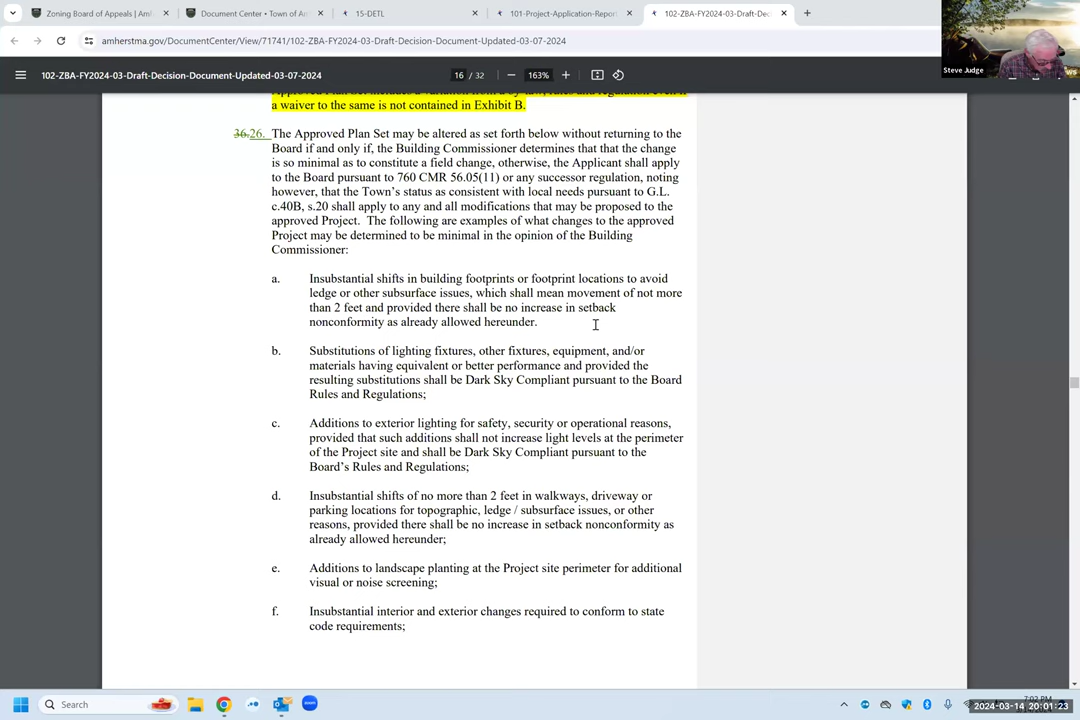 Zoning Board of Appeals | Amh
Document Center • Town of Am
15-DETL
101-Project-Application-Report
102-ZBA-FY2024-03-Draft-Deci
amherstma.gov/DocumentCenter/View/71741/102-ZBA-FY2024-03-Draft-Decision-Document-Updated-03-07-2024
Steve Judge
102-ZBA-FY2024-03-Draft-Decision-Document-Updated-03-07-2024
16 / 32
163%
a waiver to the same is not contained in Exhibit B.
36.26. The Approved Plan Set may be altered as set forth below without returning to the
Board if and only if, the Building Commissioner determines that that the change
is so minimal as to constitute a field change, otherwise, the Applicant shall apply
to the Board pursuant to 760 CMR 56.05(11) or any successor regulation, noting
however, that the Town's status as consistent with local needs pursuant to G.L.
c.40B, s.20 shall apply to any and all modifications that may be proposed to the
approved Project. The following are examples of what changes to the approved
Project may be determined to be minimal in the opinion of the Building
Commissioner:
a. Insubstantial shifts in building footprints or footprint locations to avoid
ledge or other subsurface issues, which shall mean movement of not more
than 2 feet and provided there shall be no increase in setback
nonconformity as already allowed hereunder.
b. Substitutions of lighting fixtures, other fixtures, equipment, and/or
materials having equivalent or better performance and provided the
resulting substitutions shall be Dark Sky Compliant pursuant to the Board
Rules and Regulations;
c. Additions to exterior lighting for safety, security or operational reasons,
provided that such additions shall not increase light levels at the perimeter
of the Project site and shall be Dark Sky Compliant pursuant to the
Board's Rules and Regulations;
d. Insubstantial shifts of no more than 2 feet in walkways, driveway or
parking locations for topographic, ledge / subsurface issues, or other
reasons, provided there shall be no increase in setback nonconformity as
already allowed hereunder;
e. Additions to landscape planting at the Project site perimeter for additional
visual or noise screening;
f. Insubstantial interior and exterior changes required to conform to state
code requirements;
Search
7:02 PM
2024-03-14 20:01:23